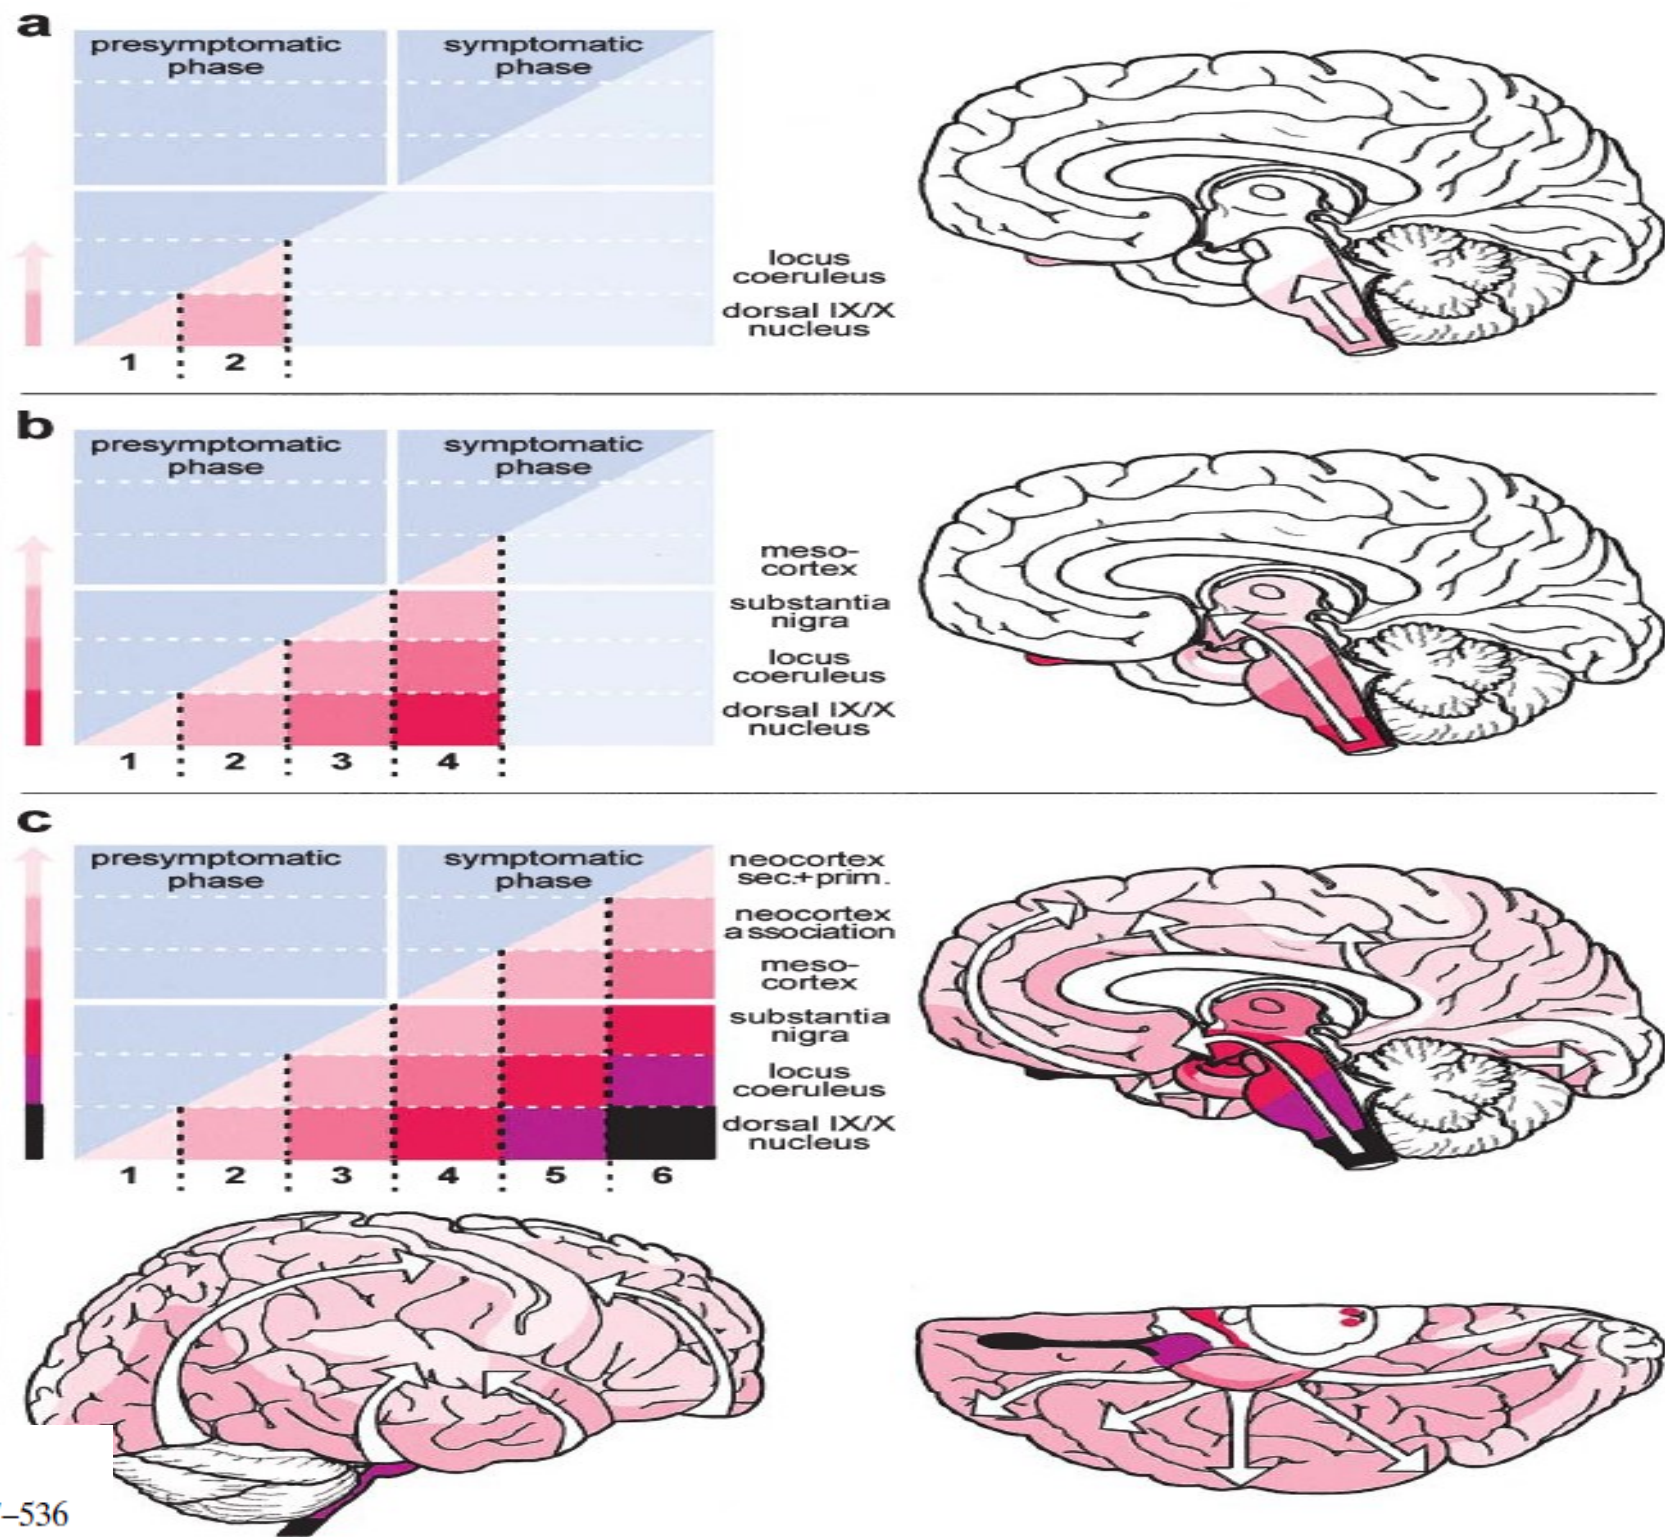 a
presymptomatic
phase
symptomatic
phase
locus
coeruleus
dorsal IX/X
nucleus
1
2
b
presymptomatic
phase
symptomatic
phase
meso-
cortex
substantia
nigra
locus
coeruleus
dorsal IX/X
nucleus
1
2
3
4
c
presymptomatic
phase
symptomatic
phase
neocortex
sec.+prim.
neocortex
association
meso-
cortex
substantia
nigra
locus
coeruleus
dorsal IX/X
nucleus
1
2
3
4
5
6
–536